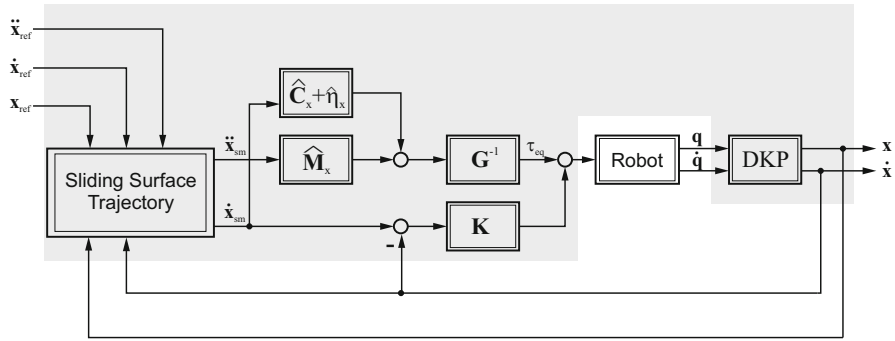 ẍref
ẋref
xref
Sliding Surface
Trajectory
ẍsm
ẋsm
Ĉx+η̂x
M̂x
G-1
K
-
τeq
Robot
q
q̇
DKP
x
ẋ